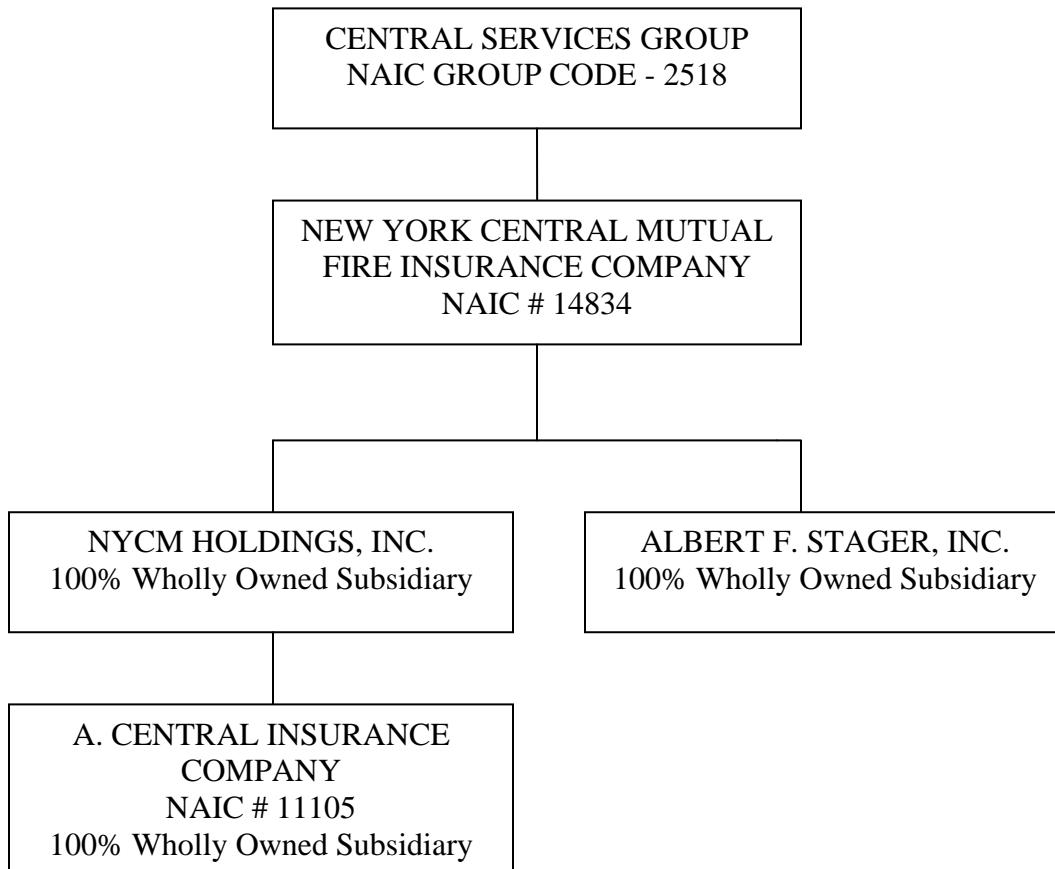 CENTRAL SERVICES GROUP
NAIC GROUP CODE - 2518
NEW YORK CENTRAL MUTUAL
FIRE INSURANCE COMPANY
NAIC # 14834
NYCM HOLDINGS, INC.
100% Wholly Owned Subsidiary
ALBERT F. STAGER, INC.
100% Wholly Owned Subsidiary
A. CENTRAL INSURANCE
COMPANY
NAIC # 11105
100% Wholly Owned Subsidiary